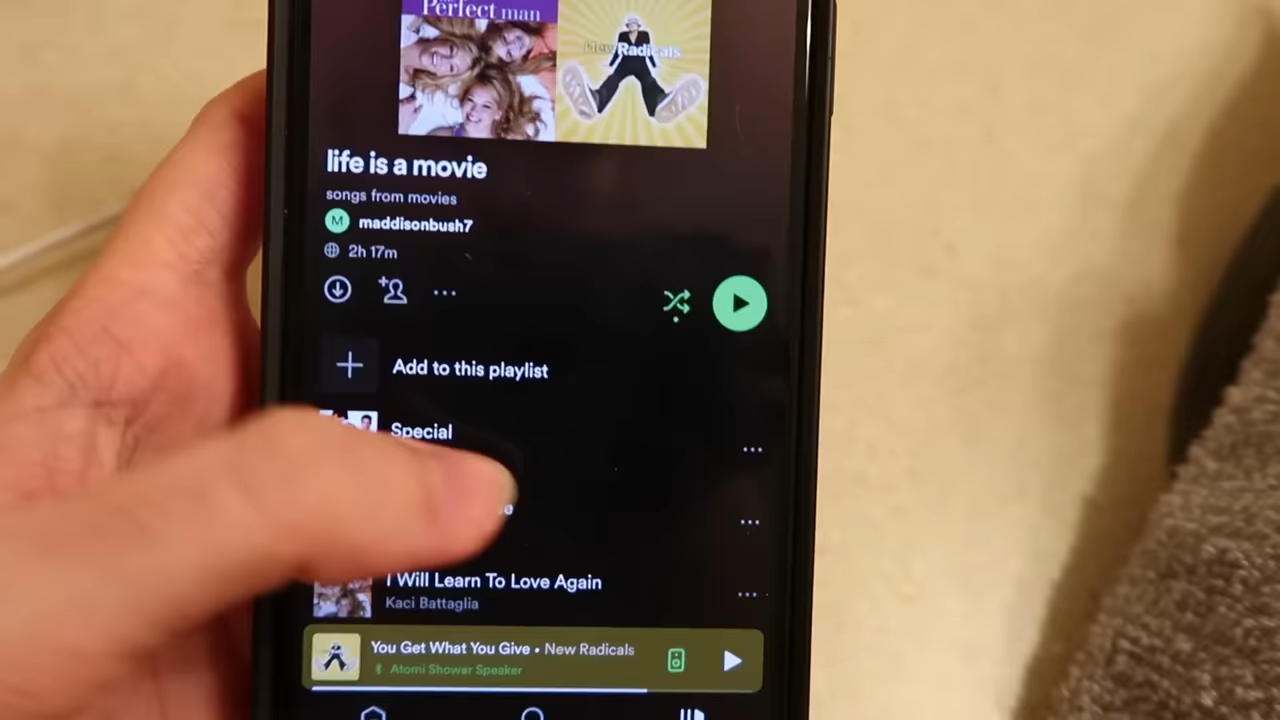 Perfect man
New Radicals
life is a movie
songs from movies
M maddisonbush7
2h 17m
Add to this playlist
Special
I Will Learn To Love Again
Kaci Battaglia
You Get What You Give • New Radicals
Atomi Shower Speaker